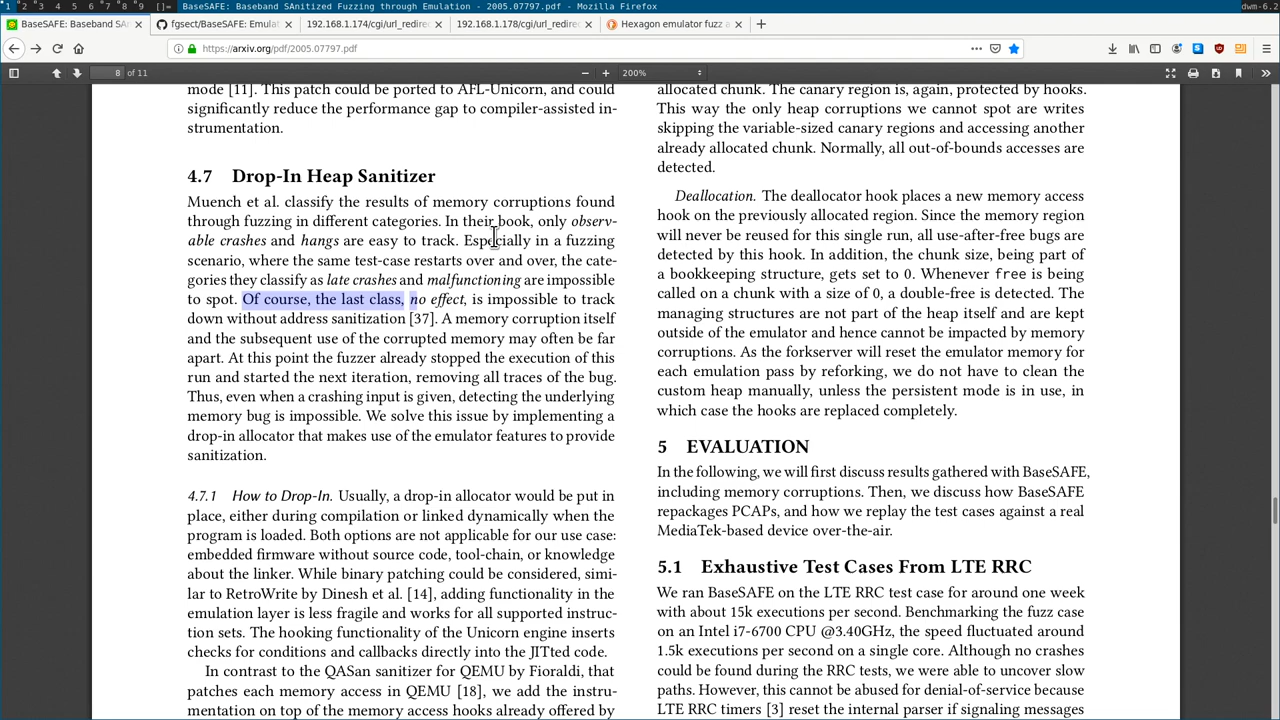 1 2 3 4 5 6 7 8 9 []= BaseSAFE: Baseband SAnitized Fuzzing through Emulation - 2005.07797.pdf - Mozilla Firefox dwm-6.2
BaseSAFE: Baseband SAn × fgsect/BaseSAFE: Emulat × 192.168.1.174/cgi/url_redirec × 192.168.1.178/cgi/url_redirec × Hexagon emulator fuzz a × +
https://arxiv.org/pdf/2005.07797.pdf
8 of 11 − + 200%
mode [11]. This patch could be ported to AFL-Unicorn, and could
significantly reduce the performance gap to compiler-assisted in-
strumentation.
4.7 Drop-In Heap Sanitizer
Muench et al. classify the results of memory corruptions found
through fuzzing in different categories. In their book, only observ-
able crashes and hangs are easy to track. Especially in a fuzzing
scenario, where the same test-case restarts over and over, the cate-
gories they classify as late crashes and malfunctioning are impossible
to spot. Of course, the last class, no effect, is impossible to track
down without address sanitization [37]. A memory corruption itself
and the subsequent use of the corrupted memory may often be far
apart. At this point the fuzzer already stopped the execution of this
run and started the next iteration, removing all traces of the bug.
Thus, even when a crashing input is given, detecting the underlying
memory bug is impossible. We solve this issue by implementing a
drop-in allocator that makes use of the emulator features to provide
sanitization.
4.7.1 How to Drop-In. Usually, a drop-in allocator would be put in
place, either during compilation or linked dynamically when the
program is loaded. Both options are not applicable for our use case:
embedded firmware without source code, tool-chain, or knowledge
about the linker. While binary patching could be considered, simi-
lar to RetroWrite by Dinesh et al. [14], adding functionality in the
emulation layer is less fragile and works for all supported instruc-
tion sets. The hooking functionality of the Unicorn engine inserts
checks for conditions and callbacks directly into the JITted code.
In contrast to the QASan sanitizer for QEMU by Fioraldi, that
patches each memory access in QEMU [18], we add the instru-
mentation on top of the memory access hooks already offered by
allocated chunk. The canary region is, again, protected by hooks.
This way the only heap corruptions we cannot spot are writes
skipping the variable-sized canary regions and accessing another
already allocated chunk. Normally, all out-of-bounds accesses are
detected.
Deallocation. The deallocator hook places a new memory access
hook on the previously allocated region. Since the memory region
will never be reused for this single run, all use-after-free bugs are
detected by this hook. In addition, the chunk size, being part of
a bookkeeping structure, gets set to 0. Whenever free is being
called on a chunk with a size of 0, a double-free is detected. The
managing structures are not part of the heap itself and are kept
outside of the emulator and hence cannot be impacted by memory
corruptions. As the forkserver will reset the emulator memory for
each emulation pass by reforking, we do not have to clean the
custom heap manually, unless the persistent mode is in use, in
which case the hooks are replaced completely.
5 EVALUATION
In the following, we will first discuss results gathered with BaseSAFE,
including memory corruptions. Then, we discuss how BaseSAFE
repackages PCAPs, and how we replay the test cases against a real
MediaTek-based device over-the-air.
5.1 Exhaustive Test Cases From LTE RRC
We ran BaseSAFE on the LTE RRC test case for around one week
with about 15k executions per second. Benchmarking the fuzz case
on an Intel i7-6700 CPU @3.40GHz, the speed fluctuated around
1.5k executions per second on a single core. Although no crashes
could be found during the RRC tests, we were able to uncover slow
paths. However, this cannot be abused for denial-of-service because
LTE RRC timers [3] reset the internal parser if signaling messages